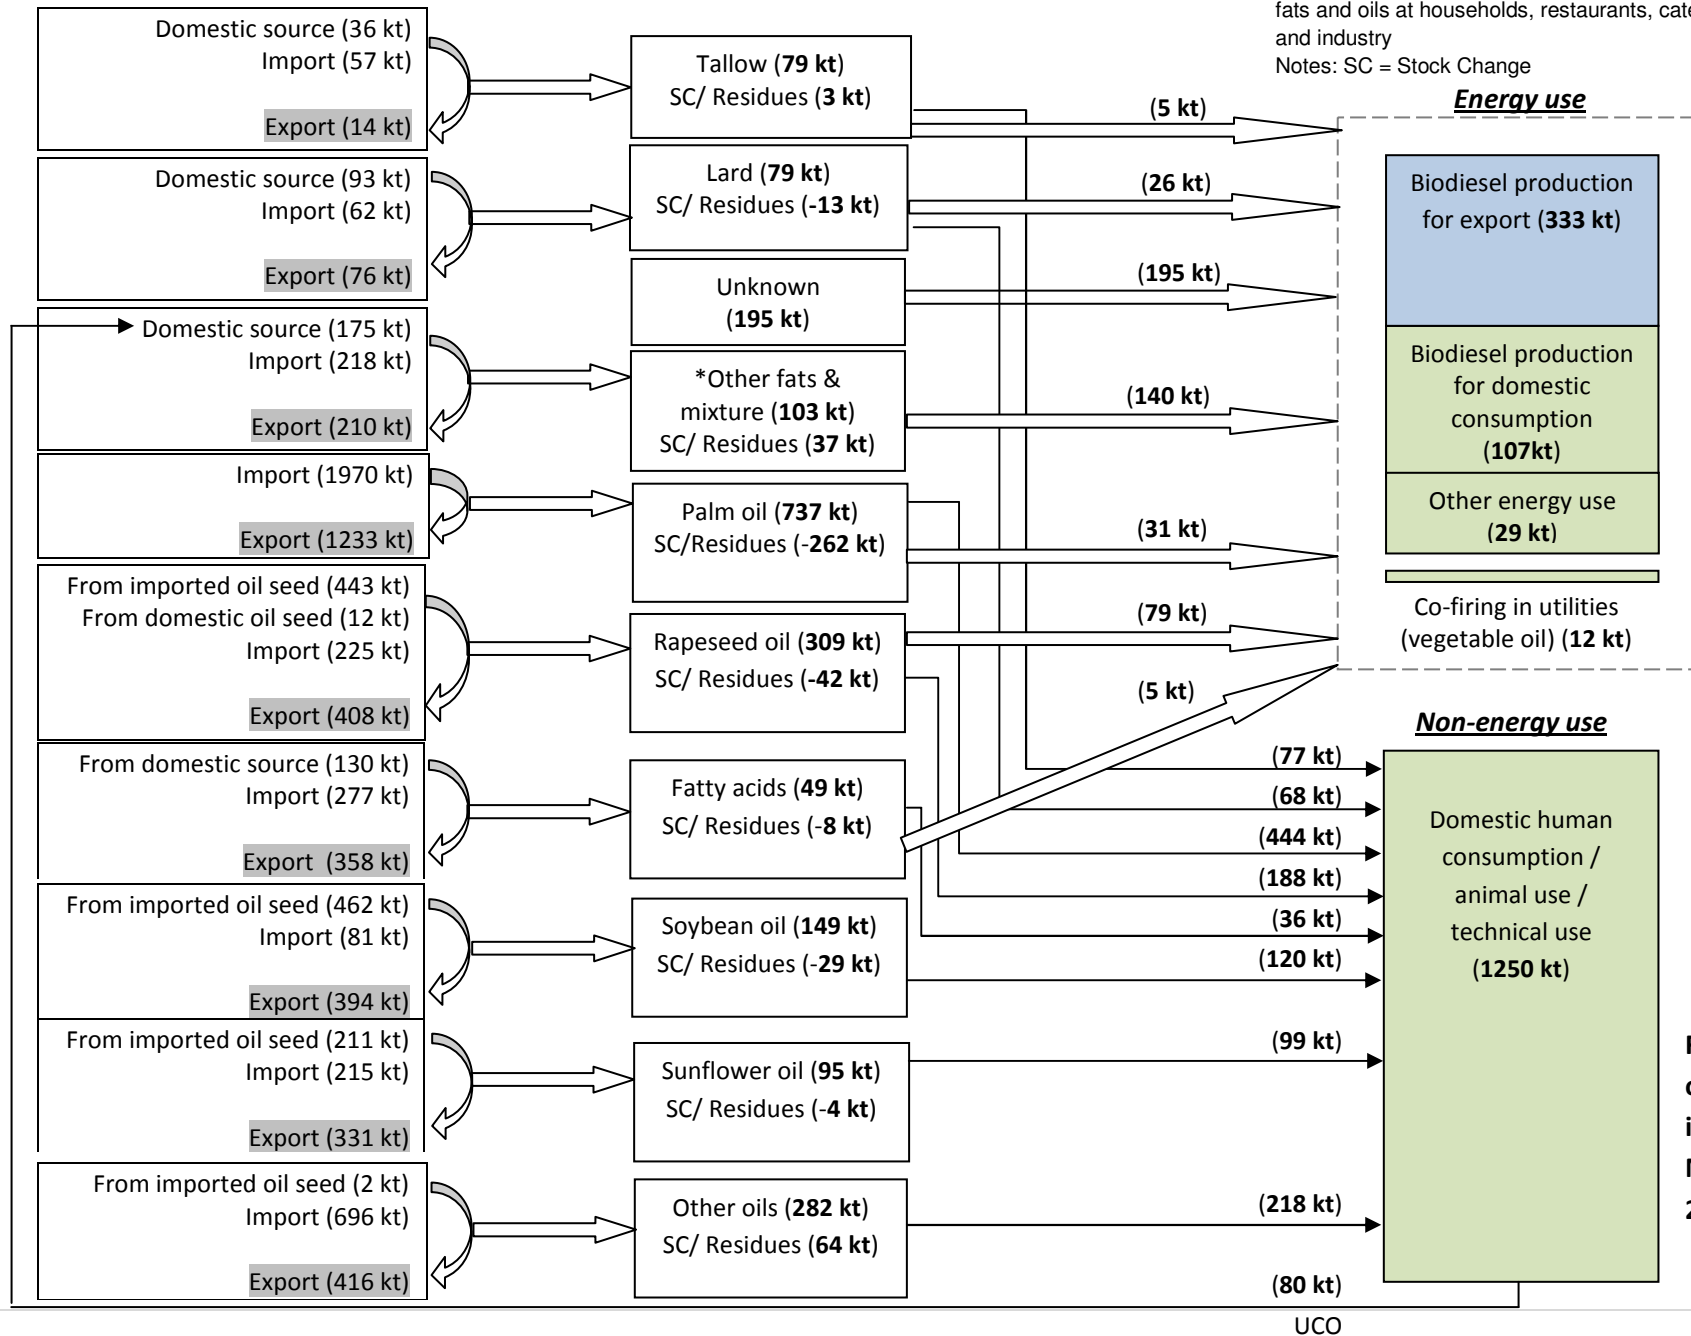 fats and oils at households, restaurants,
and industry
Notes: SC = Stock Change
Domestic source (36 kt)
Import (57 kt)
Export (14 kt)
Domestic source (93 kt)
Import (62 kt)
Export (76 kt)
Domestic source (175 kt)
Import (218 kt)
Export (210 kt)
Import (1970 kt)
Export (1233 kt)
From imported oil seed (443 kt)
From domestic oil seed (12 kt)
Import (225 kt)
Export (408 kt)
From domestic source (130 kt)
Import (277 kt)
Export (358 kt)
From imported oil seed (462 kt)
Import (81 kt)
Export (394 kt)
From imported oil seed (211 kt)
Import (215 kt)
Export (331 kt)
From imported oil seed (2 kt)
Import (696 kt)
Export (416 kt)
Tallow (79 kt)
SC/ Residues (3 kt)
Lard (79 kt)
SC/ Residues (-13 kt)
Unknown
(195 kt)
*Other fats &
mixture (103 kt)
SC/ Residues (37 kt)
Palm oil (737 kt)
SC/Residues (-262 kt)
Rapeseed oil (309 kt)
SC/ Residues (-42 kt)
Fatty acids (49 kt)
SC/ Residues (-8 kt)
Soybean oil (149 kt)
SC/ Residues (-29 kt)
Sunflower oil (95 kt)
SC/ Residues (-4 kt)
Other oils (282 kt)
SC/ Residues (64 kt)
(5 kt)
(26 kt)
(195 kt)
(140 kt)
(31 kt)
(79 kt)
(5 kt)
(77 kt)
(68 kt)
(444 kt)
(188 kt)
(36 kt)
(120 kt)
(99 kt)
(218 kt)
(80 kt)
UCO
Energy use
Biodiesel production
for export (333 kt)
Biodiesel production
for domestic
consumption
(107kt)
Other energy use
(29 kt)
Co-firing in utilities
(vegetable oil) (12 kt)
Non-energy use
Domestic human
consumption /
animal use /
technical use
(1250 kt)